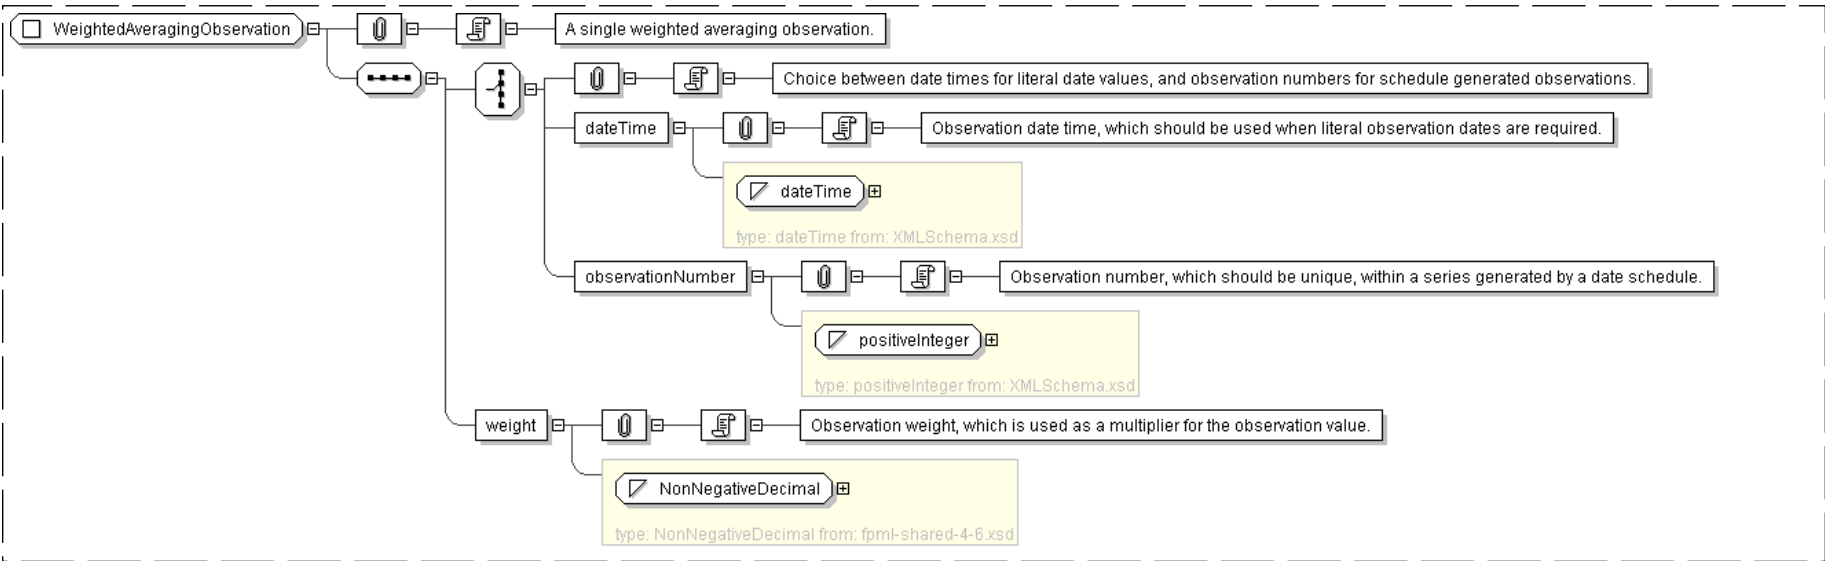 WeightedAveragingObservation
A single weighted averaging observation.
Choice between date times for literal date values, and observation numbers for schedule generated observations.
dateTime
Observation date time, which should be used when literal observation dates are required.
dateTime
type: dateTime from: XMLSchema.xsd
observationNumber
Observation number, which should be unique, within a series generated by a date schedule.
positiveInteger
type: positiveInteger from: XMLSchema.xsd
weight
Observation weight, which is used as a multiplier for the observation value.
NonNegativeDecimal
type: NonNegativeDecimal from: fpml-shared-4-6.xsd